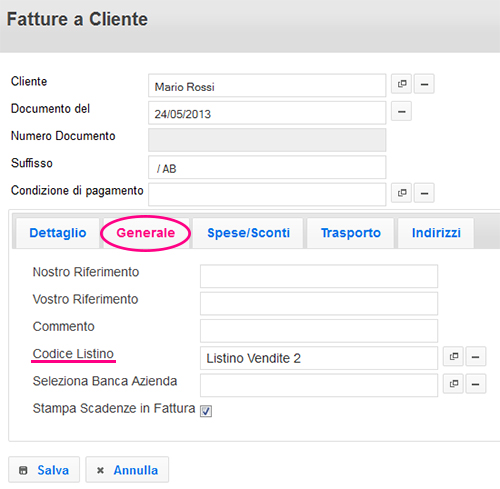 Fatture a Cliente
Cliente Mario Rossi
Documento del 24/05/2013
Numero Documento
Suffisso / AB
Condizione di pagamento
Dettaglio Generale Spese/Sconti Trasporto Indirizzi
Nostro Riferimento
Vostro Riferimento
Commento
Codice Listino Listino Vendite 2
Seleziona Banca Azienda
Stampa Scadenze in Fattura
Salva Annulla